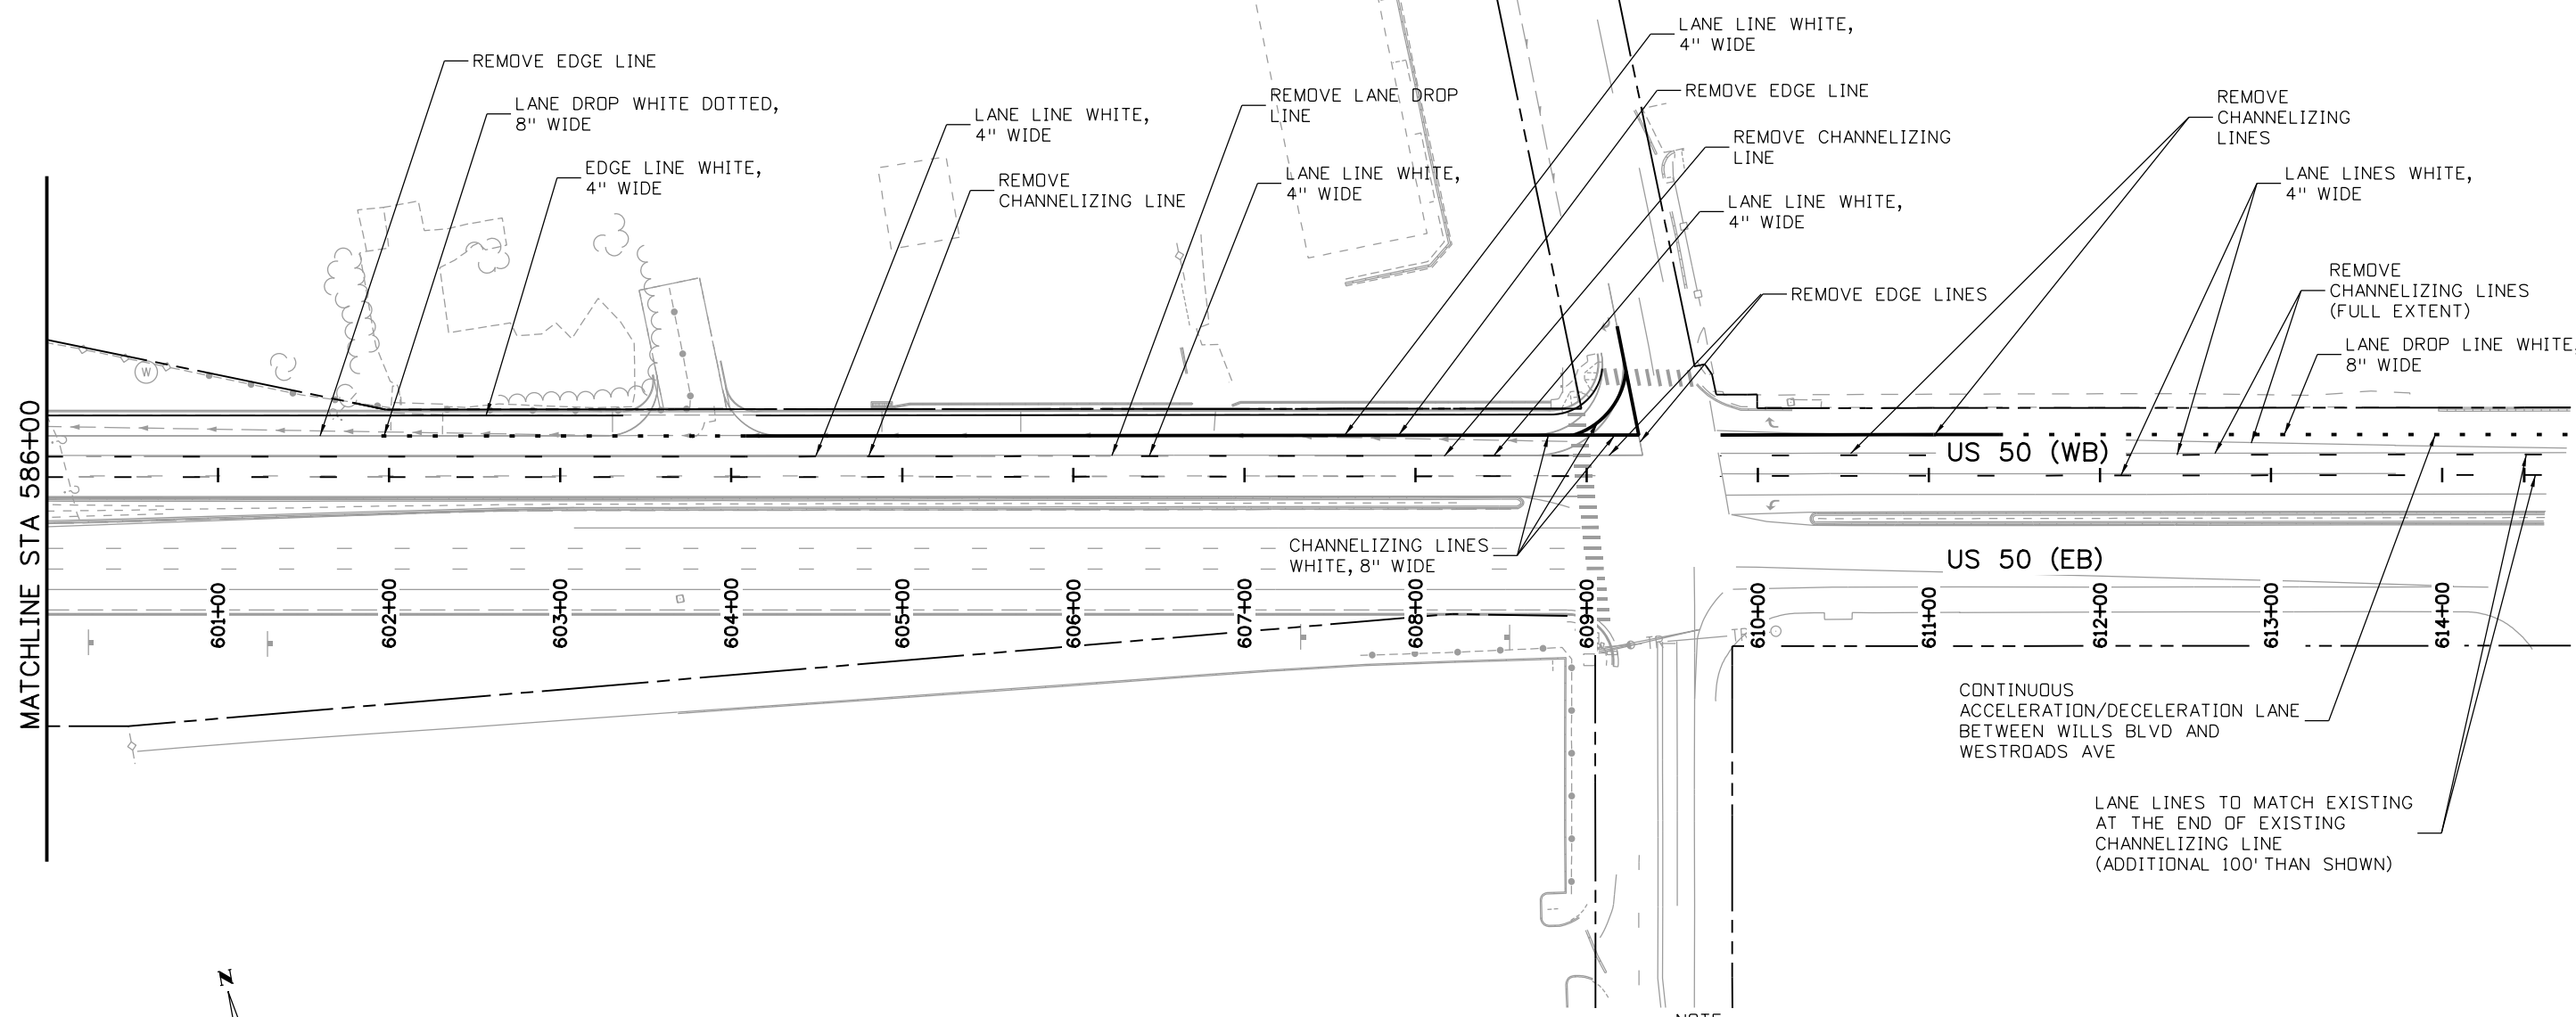 LANE LINE WHITE,
4" WIDE
REMOVE EDGE LINE
LANE DROP WHITE DOTTED,
8" WIDE
EDGE LINE WHITE,
4" WIDE
LANE LINE WHITE,
4" WIDE
REMOVE
CHANNELIZING LINE
REMOVE LANE DROP
LINE
LANE LINE WHITE,
4" WIDE
REMOVE EDGE LINE
REMOVE CHANNELIZING
LINE
LANE LINE WHITE,
4" WIDE
REMOVE EDGE LINES
REMOVE
CHANNELIZING
LINES
LANE LINES WHITE,
4" WIDE
REMOVE
CHANNELIZING LINES
(FULL EXTENT)
LANE DROP LINE WHITE,
8" WIDE
W
US 50 (WB)
US 50 (EB)
CHANNELIZING LINES
WHITE, 8" WIDE
MATCHLINE STA 586+00
601+00
602+00
603+00
604+00
605+00
606+00
607+00
608+00
609+00
610+00
611+00
612+00
613+00
614+00
TR
TR
CONTINUOUS
ACCELERATION/DECELERATION LANE
BETWEEN WILLS BLVD AND
WESTROADS AVE
LANE LINES TO MATCH EXISTING
AT THE END OF EXISTING
CHANNELIZING LINE
(ADDITIONAL 100' THAN SHOWN)
N
NOTE